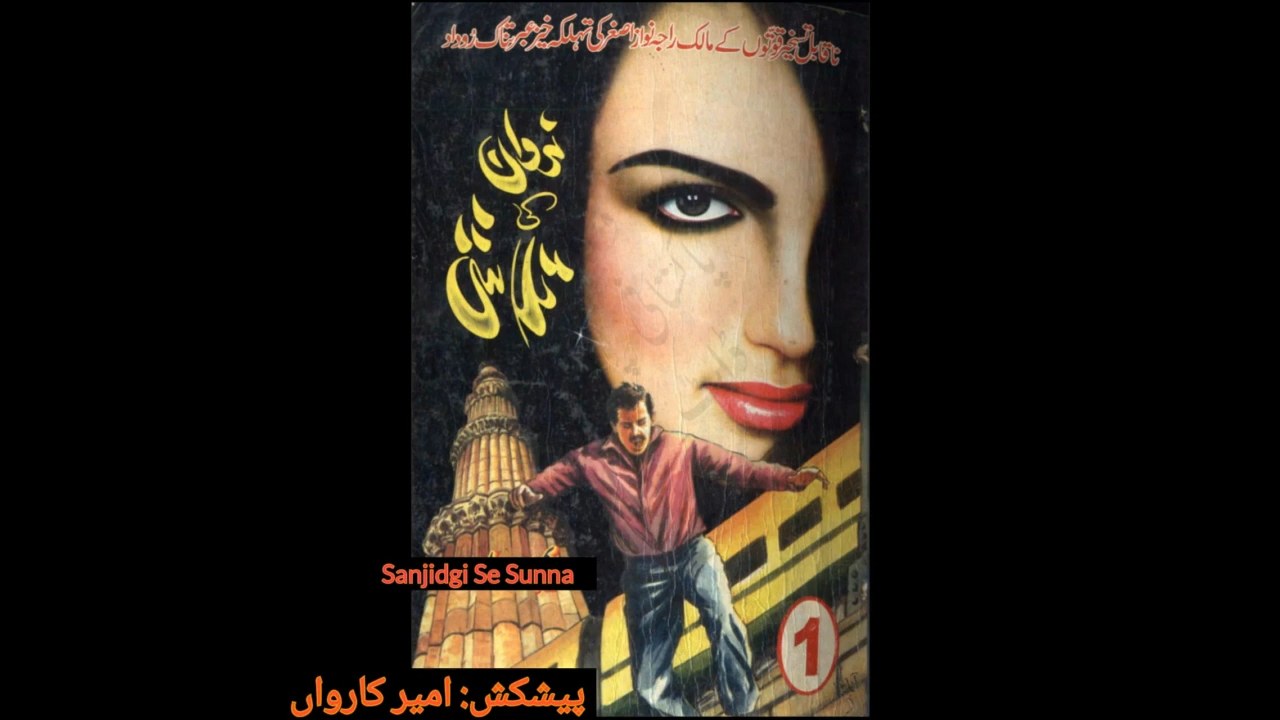 ناقابل تسخیر قوتوں کے مالک راجہ نواز اصغر کی تہلکہ خیز عبرتناک روداد
نروان
کی
تلاش
Sanjidgi Se Sunna
پیشکش: امیر کارواں
1